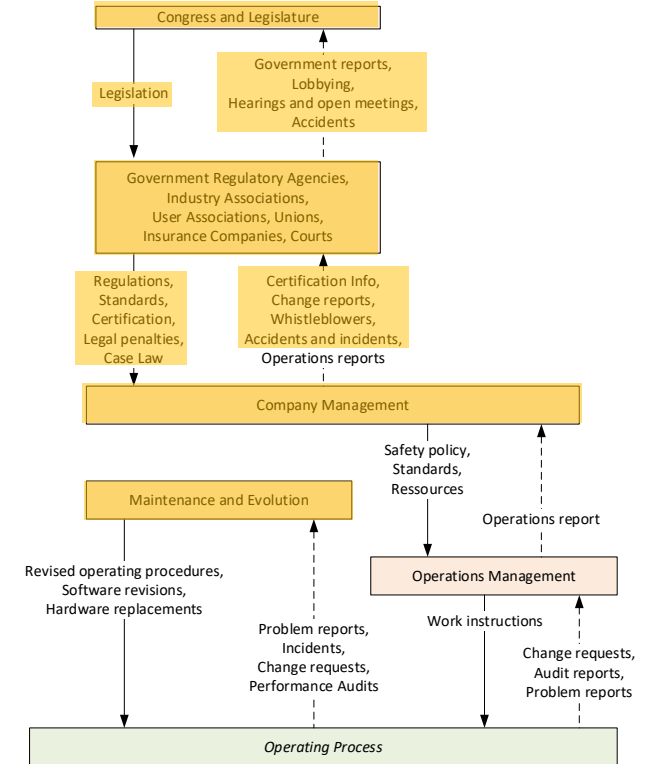 Congress and Legislature
Government reports,
Lobbying,
Hearings and open meetings,
Accidents
Legislation
Government Regulatory Agencies,
Industry Associations,
User Associations, Unions,
Insurance Companies, Courts
Regulations,
Standards,
Certification,
Legal penalties,
Case Law
Certification Info,
Change reports,
Whistleblowers,
Accidents and incidents,
Operations reports
Company Management
Safety policy,
Standards,
Ressources
Operations report
Maintenance and Evolution
Revised operating procedures,
Software revisions,
Hardware replacements
Problem reports,
Incidents,
Change requests,
Performance Audits
Operations Management
Work instructions
Change requests,
Audit reports,
Problem reports
Operating Process